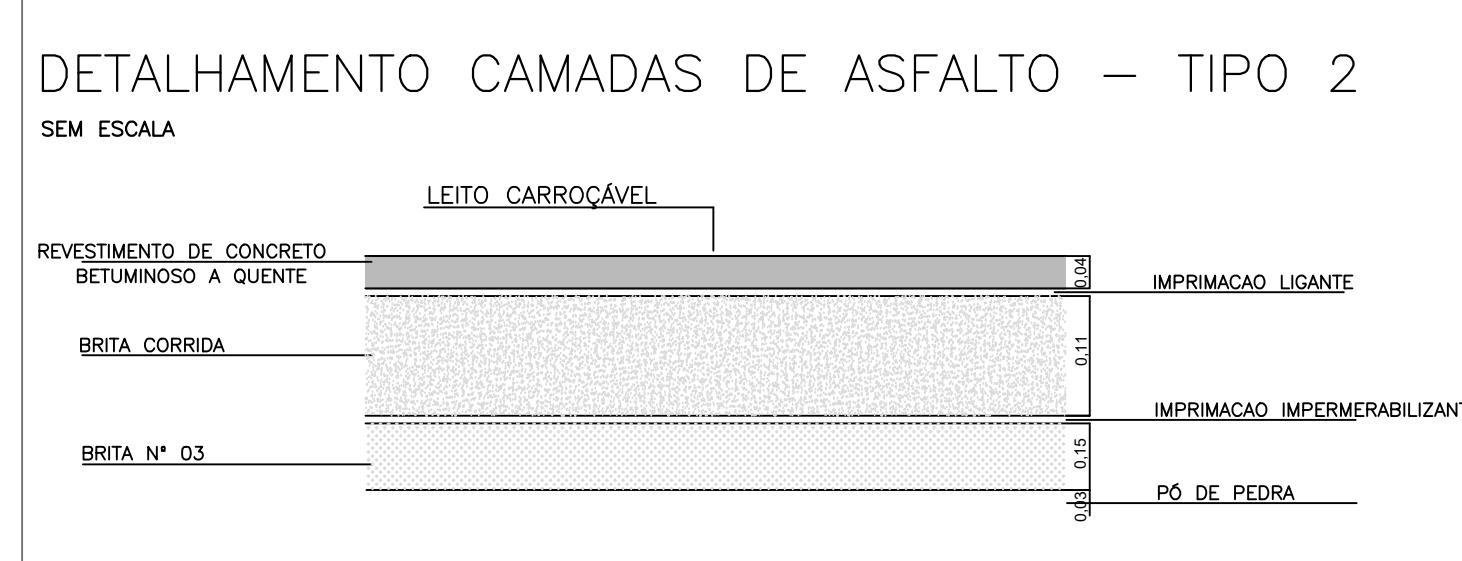 DETALHAMENTO CAMADAS DE ASFALTO – TIPO 2
SEM ESCALA
LEITO CARROÇÁVEL
REVESTIMENTO DE CONCRETO
BETUMINOSO A QUENTE
0,04
IMPRIMACAO LIGANTE
BRITA CORRIDA
0,11
IMPRIMACAO IMPERMERABILIZANT
BRITA Nº 03
0,15
PÓ DE PEDRA
0,03